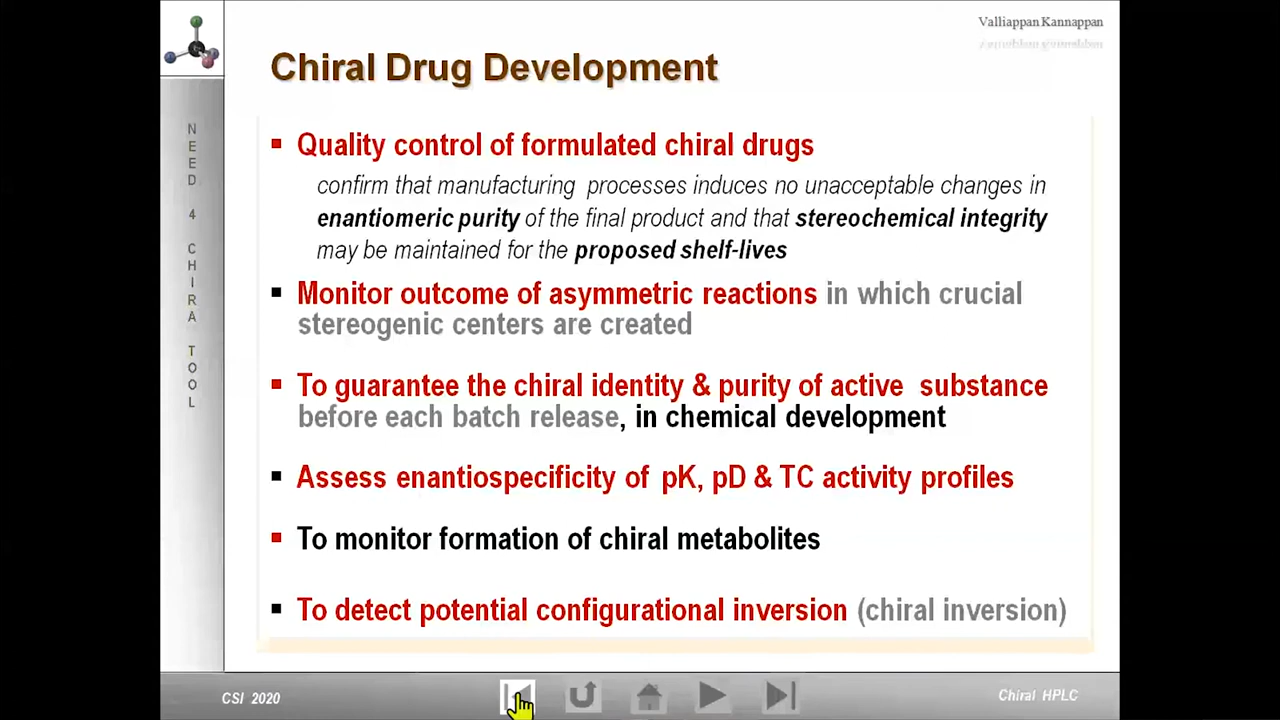 Valliappan Kannappan
Chiral Drug Development
NEED 4 CHIRA TOOL
Quality control of formulated chiral drugs
confirm that manufacturing processes induces no unacceptable changes in
enantiomeric purity of the final product and that stereochemical integrity
may be maintained for the proposed shelf-lives
Monitor outcome of asymmetric reactions in which crucial
stereogenic centers are created
To guarantee the chiral identity & purity of active substance
before each batch release, in chemical development
Assess enantiospecificity of pK, pD & TC activity profiles
To monitor formation of chiral metabolites
To detect potential configurational inversion (chiral inversion)
CSI 2020
Chiral HPLC